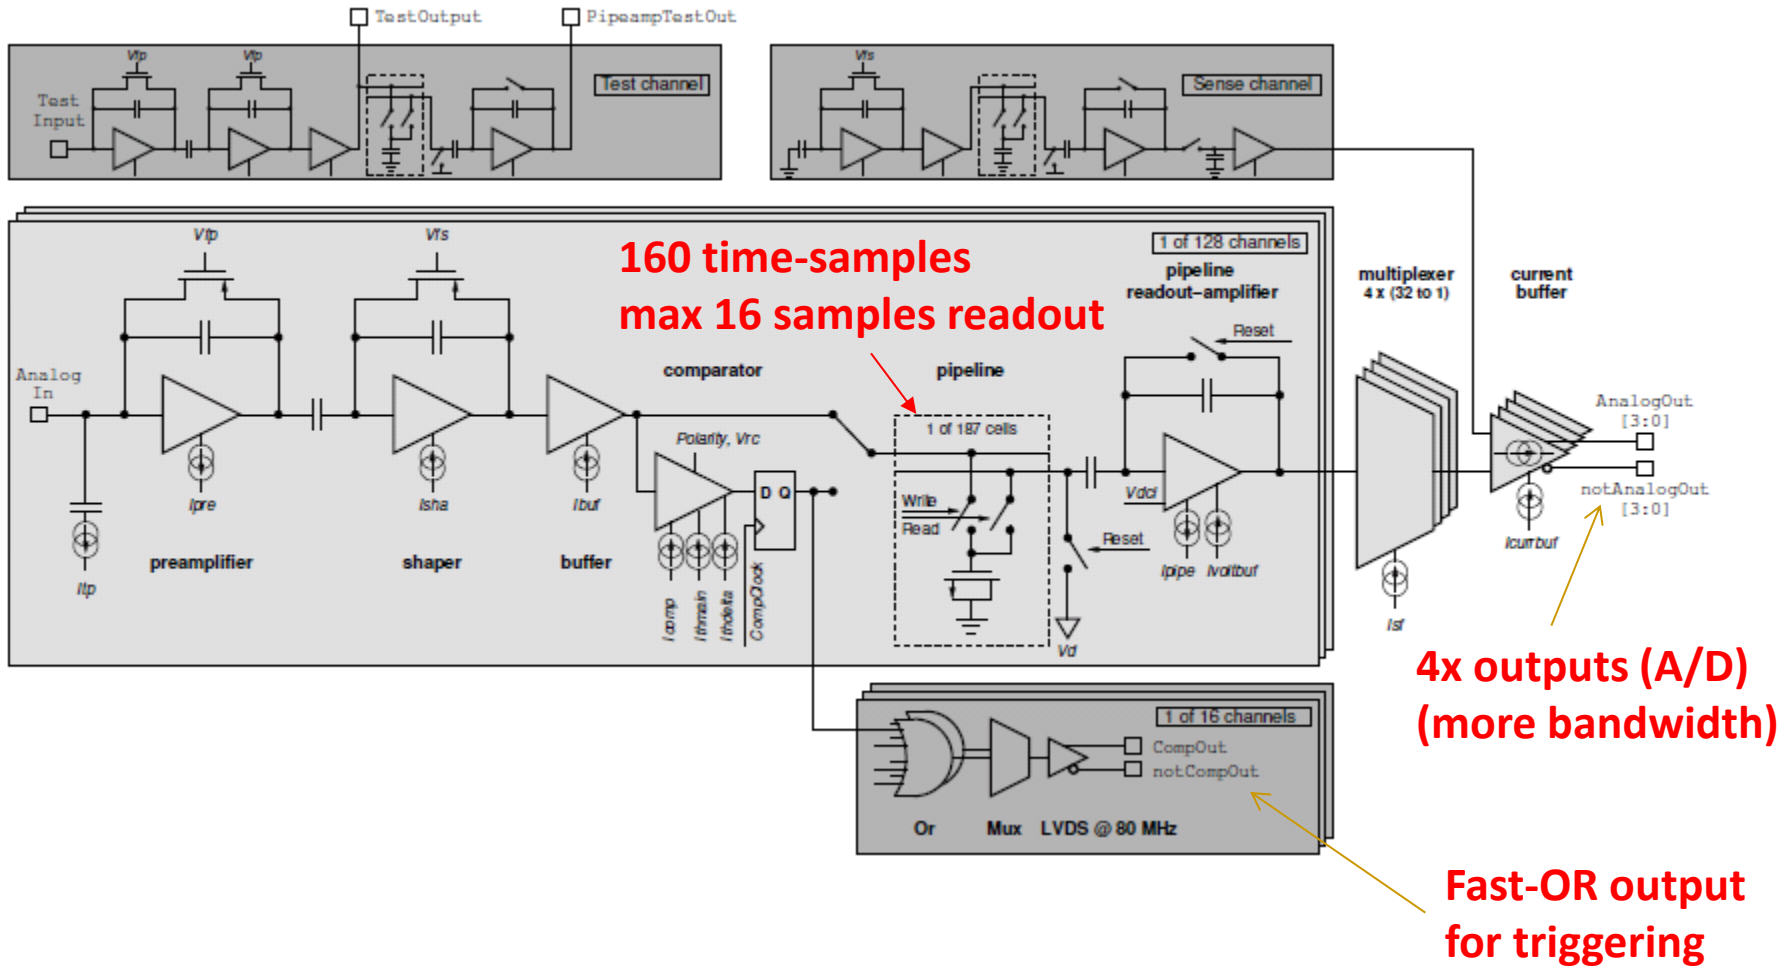 TestOutput
PipeampTestOut
Vfp
Vfp
Test channel
Test
Input
Vfs
Sense channel
1 of 128 channels
Vfp
Vfs
160 time-samples
max 16 samples readout
pipeline
readout-amplifier
multiplexer
4 x (32 to 1)
current
buffer
Reset
Analog
In
comparator
pipeline
1 of 187 cells
AnalogOut
[3:0]
Polarity, Vrc
D Q
Write
Read
Vdcl
notAnalogOut
[3:0]
Ipre
Isha
Ibuf
Reset
Icurrbuf
preamplifier
shaper
buffer
Ipipe
Ivoltbuf
Itp
Icomp
Ithmain
Ithdelta
CompClock
Isf
Vd
4x outputs (A/D)
(more bandwidth)
1 of 16 channels
CompOut
notCompOut
Or
Mux
LVDS @ 80 MHz
Fast-OR output
for triggering